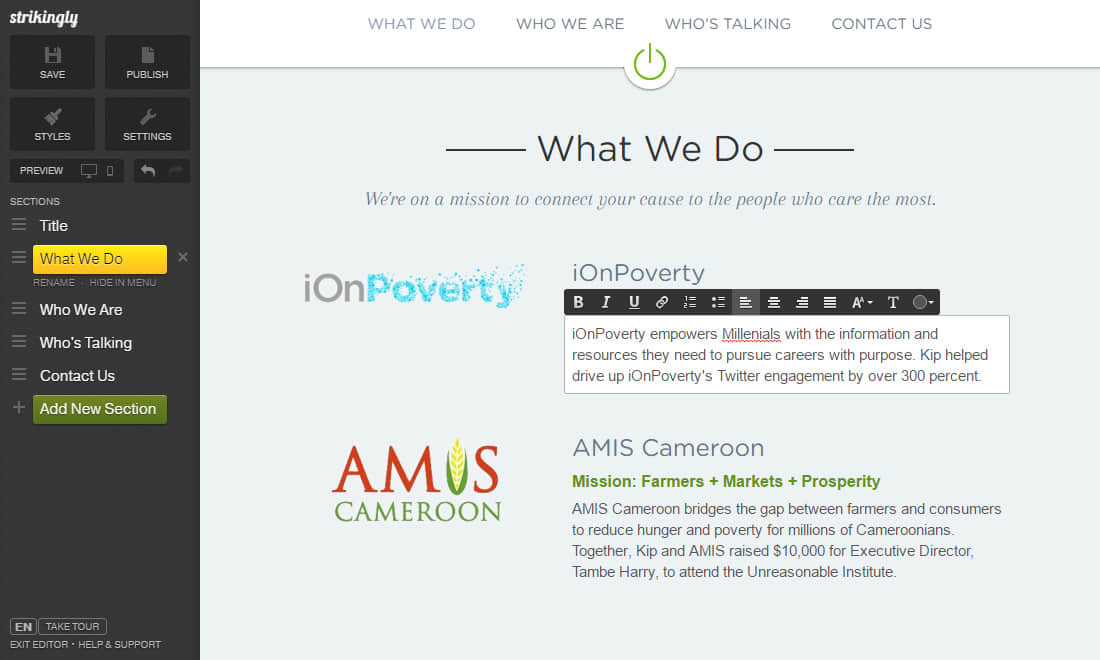 strikingly
SAVE
PUBLISH
STYLES
SETTINGS
PREVIEW
SECTIONS
Title
What We Do
RENAME - HIDE IN MENU
Who We Are
Who's Talking
Contact Us
Add New Section
EN TAKE TOUR
EXIT EDITOR • HELP & SUPPORT
WHAT WE DO WHO WE ARE WHO'S TALKING CONTACT US
What We Do
We're on a mission to connect your cause to the people who care the most.
iOnPoverty
iOnPoverty
B I U A A T
iOnPoverty empowers Millenials with the information and
resources they need to pursue careers with purpose. Kip helped
drive up iOnPoverty's Twitter engagement by over 300 percent.
AMIS
CAMEROON
AMIS Cameroon
Mission: Farmers + Markets + Prosperity
AMIS Cameroon bridges the gap between farmers and consumers
to reduce hunger and poverty for millions of Cameroonians.
Together, Kip and AMIS raised $10,000 for Executive Director,
Tambe Harry, to attend the Unreasonable Institute.